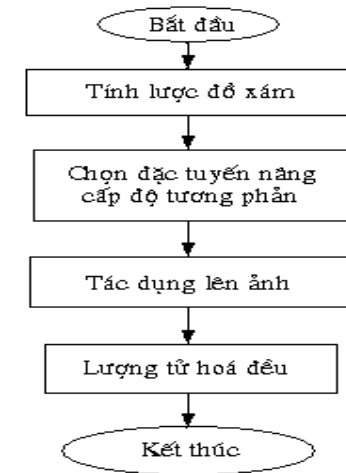 Bắt đầu
Tính lược đồ xám
Chọn đặc tuyến nâng
cấp độ tương phản
Tác dụng lên ảnh
Lượng tử hoá đều
Kết thúc